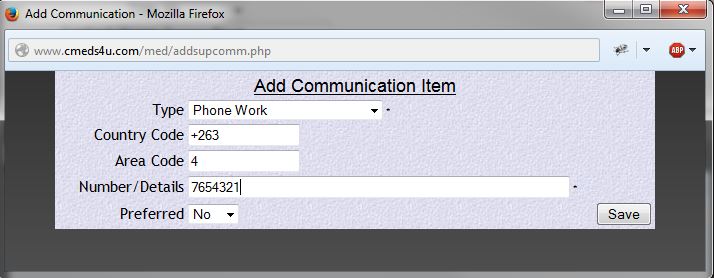 Add Communication - Mozilla Firefox
www.cmeds4u.com/med/addsupcomm.php
ABP
Add Communication Item
Type Phone Work *
Country Code +263
Area Code 4
Number/Details 7654321 *
Preferred No Save